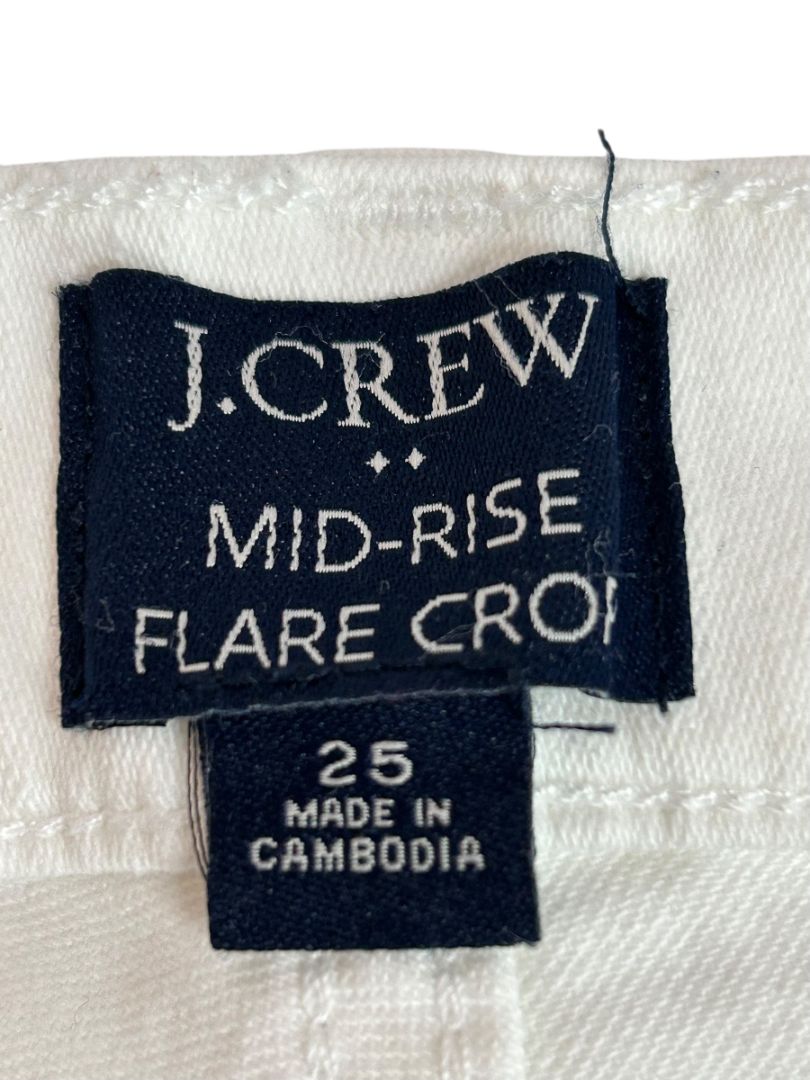 J.CREW
MID-RISE
FLARE CROP
25
MADE IN
CAMBODIA